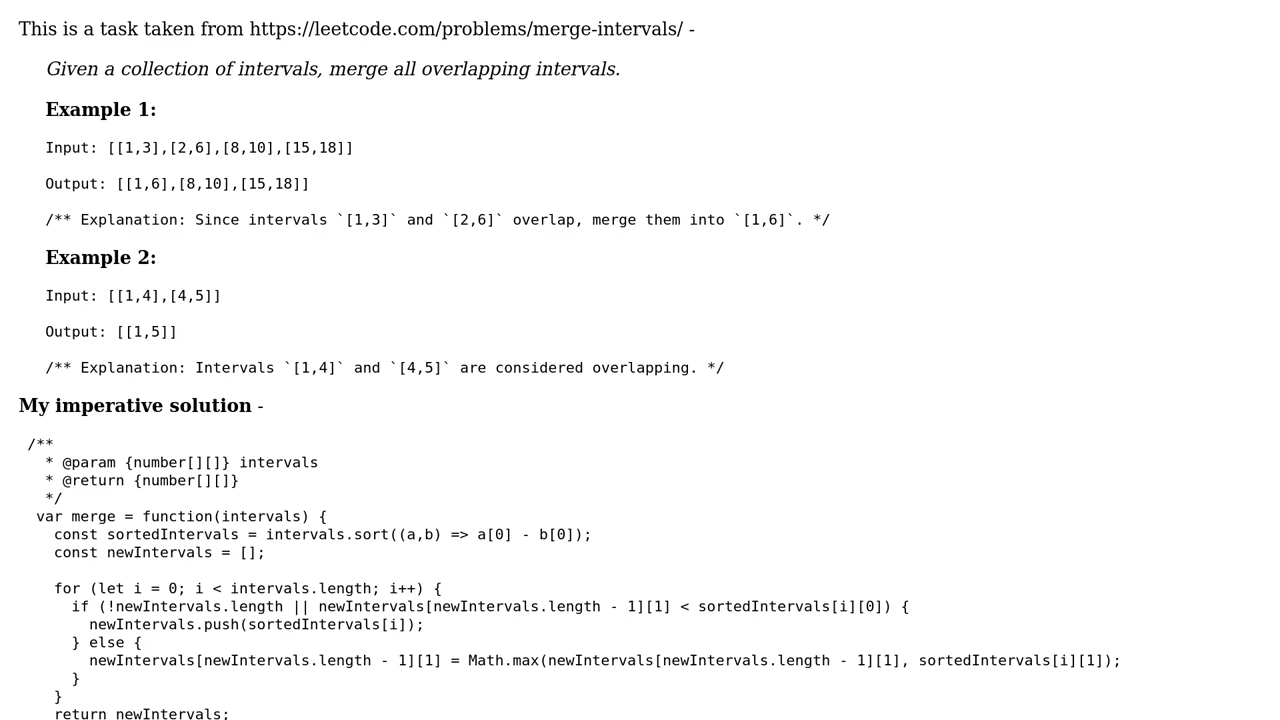 This is a task taken from https://leetcode.com/problems/merge-intervals/ -
Given a collection of intervals, merge all overlapping intervals.
Example 1:
Input: [[1,3],[2,6],[8,10],[15,18]]
Output: [[1,6],[8,10],[15,18]]
/** Explanation: Since intervals `[1,3]` and `[2,6]` overlap, merge them into `[1,6]`. */
Example 2:
Input: [[1,4],[4,5]]
Output: [[1,5]]
/** Explanation: Intervals `[1,4]` and `[4,5]` are considered overlapping. */
My imperative solution -
/**
  * @param {number[][]} intervals
  * @return {number[][]}
  */
 var merge = function(intervals) {
   const sortedIntervals = intervals.sort((a,b) => a[0] - b[0]);
   const newIntervals = [];
   for (let i = 0; i < intervals.length; i++) {
     if (!newIntervals.length || newIntervals[newIntervals.length - 1][1] < sortedIntervals[i][0]) {
       newIntervals.push(sortedIntervals[i]);
     } else {
       newIntervals[newIntervals.length - 1][1] = Math.max(newIntervals[newIntervals.length - 1][1], sortedIntervals[i][1]);
     }
   }
   return newIntervals;